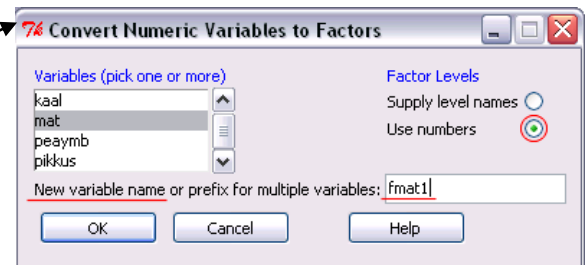 Convert Numeric Variables to Factors
Variables (pick one or more)
Factor Levels
kaal
mat
peaymb
pikkus
Supply level names
Use numbers
New variable name or prefix for multiple variables: fmat1
OK
Cancel
Help